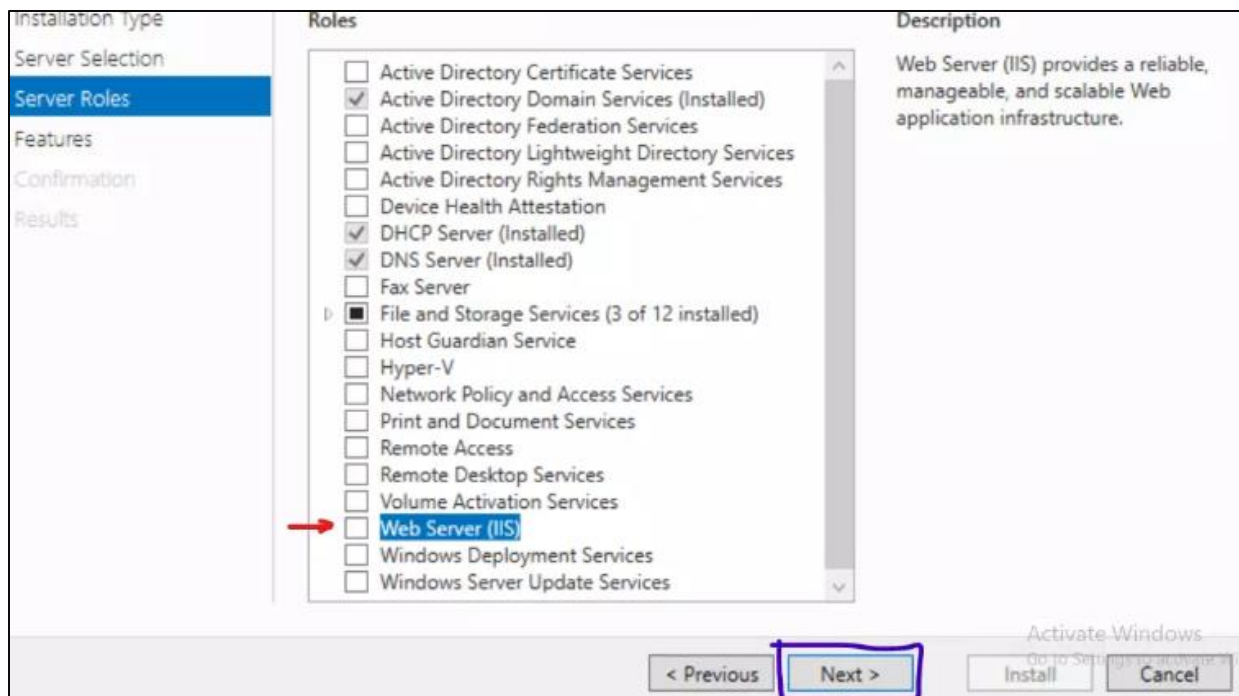 Installation Type
Server Selection
Server Roles
Features
Confirmation
Results
Roles
Active Directory Certificate Services
Active Directory Domain Services (Installed)
Active Directory Federation Services
Active Directory Lightweight Directory Services
Active Directory Rights Management Services
Device Health Attestation
DHCP Server (Installed)
DNS Server (Installed)
Fax Server
File and Storage Services (3 of 12 installed)
Host Guardian Service
Hyper-V
Network Policy and Access Services
Print and Document Services
Remote Access
Remote Desktop Services
Volume Activation Services
Web Server (IIS)
Windows Deployment Services
Windows Server Update Services
Description
Web Server (IIS) provides a reliable,
manageable, and scalable Web
application infrastructure.
Activate Windows
Go to Settings to activate
< Previous
Next >
Install
Cancel